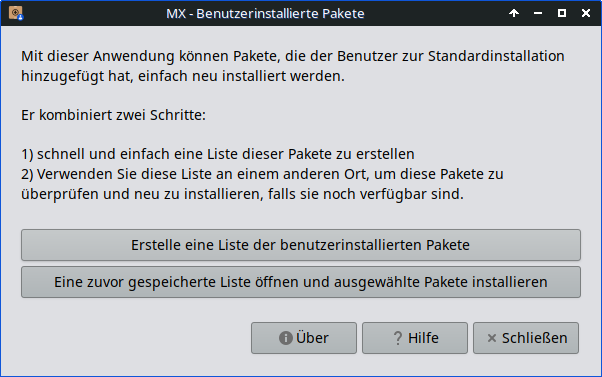 MX - Benutzerinstallierte Pakete
Mit dieser Anwendung können Pakete, die der Benutzer zur Standardinstallation
hinzugefügt hat, einfach neu installiert werden.
Er kombiniert zwei Schritte:
1) schnell und einfach eine Liste dieser Pakete zu erstellen
2) Verwenden Sie diese Liste an einem anderen Ort, um diese Pakete zu
überprüfen und neu zu installieren, falls sie noch verfügbar sind.
Erstelle eine Liste der benutzerinstallierten Pakete
Eine zuvor gespeicherte Liste öffnen und ausgewählte Pakete installieren
Über
Hilfe
Schließen